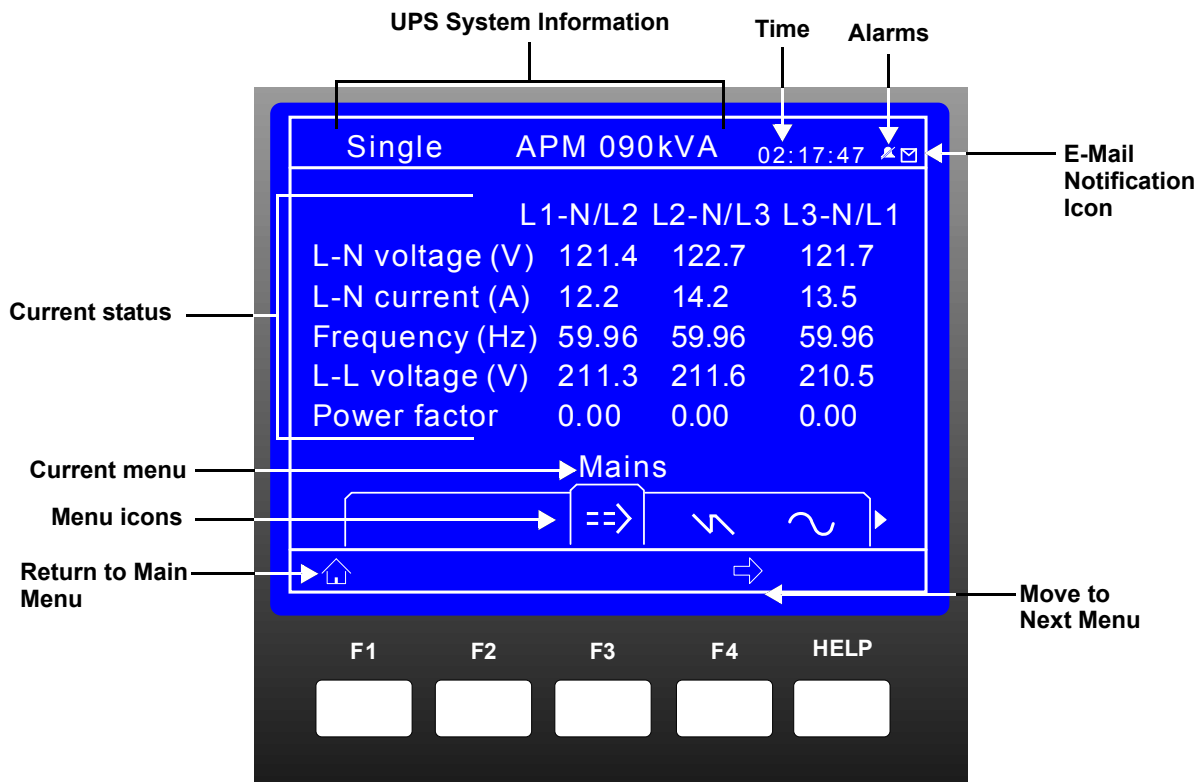 UPS System Information
Time
Alarms
Single APM 090kVA 02:17:47
E-Mail
Notification
Icon
L1-N/L2 L2-N/L3 L3-N/L1
L-N voltage (V) 121.4 122.7 121.7
L-N current (A) 12.2 14.2 13.5
Frequency (Hz) 59.96 59.96 59.96
L-L voltage (V) 211.3 211.6 210.5
Power factor 0.00 0.00 0.00
Current status
Current menu
Mains
Menu icons
Return to Main
Menu
Move to
Next Menu
F1 F2 F3 F4 HELP